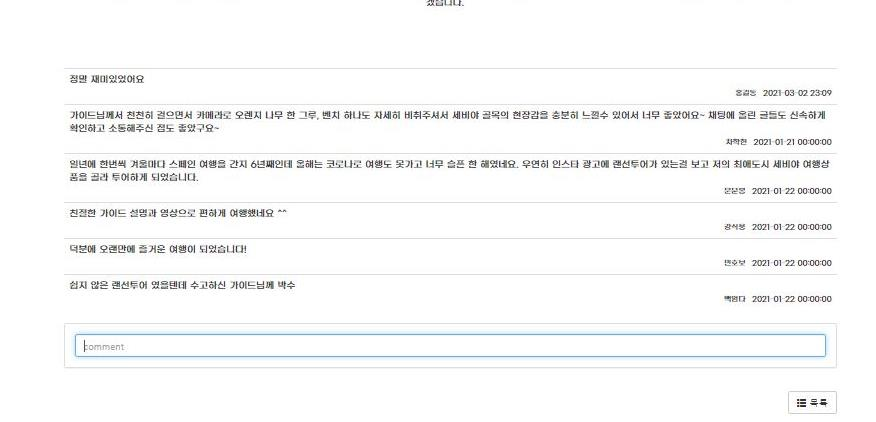 겠습니다.
정말 재미있었어요
홍길동 2021-03-02 23:09
가이드님께서 천천히 걸으면서 카메라로 오렌지 나무 한 그루, 벤치 하나도 자세히 비춰주셔서 세비야 골목의 현장감을 충분히 느낄수 있어서 너무 좋았어요~ 채팅에 올린 글들도 신속하게
확인하고 소통해주신 점도 좋았구요~
차학현 2021-01-21 00:00:00
일년에 한번씩 겨울마다 스페인 여행을 간지 6년째인데 올해는 코로나로 여행도 못가고 너무 슬픈 한 해였네요. 우연히 인스타 광고에 랜선투어가 있는걸 보고 저의 최애도시 세비야 여행상
품을 골라 투어하게 되었습니다.
2021-01-22 00:00:00
친절한 가이드 설명과 영상으로 편하게 여행했네요 ^^
2021-01-22 00:00:00
덕분에 오랜만에 즐거운 여행이 되었습니다!
2021-01-22 00:00:00
쉽지 않은 랜선투어 였을텐데 수고하신 가이드님께 박수
2021-01-22 00:00:00
comment
목록